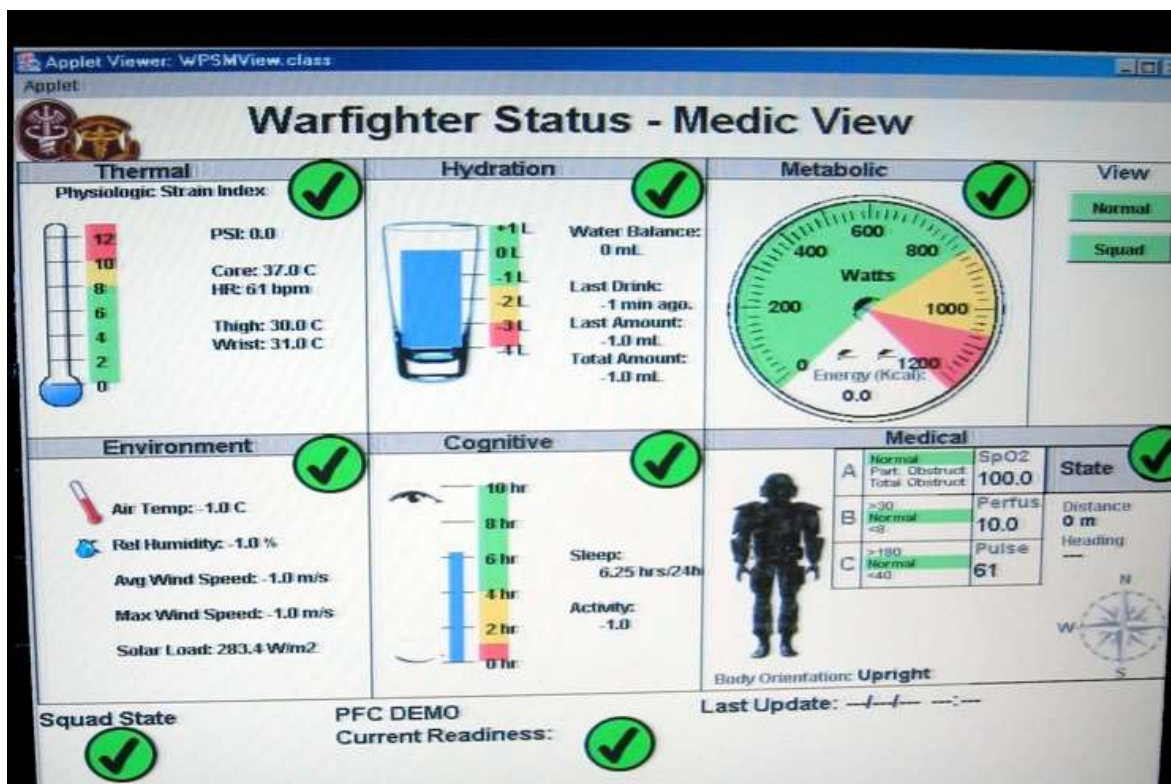 Applet Viewer: WPSMView.class
Applet
Warfighter Status - Medic View
Thermal
Physiologic Strain Index
12
10
8
6
4
2
0
PSI: 0.0
Core: 37.0 C
HR: 61 bpm
Thigh: 30.0 C
Wrist: 31.0 C
Hydration
+1 L
0 L
-1 L
-2 L
-3 L
-4 L
Water Balance:
0 mL
Last Drink:
-1 min ago.
Last Amount:
-1.0 mL
Total Amount:
-1.0 mL
Metabolic
0
200
400
600
800
1000
1200
Watts
Energy (Kcal):
0.0
View
Normal
Squad
Environment
Air Temp: -1.0 C
Rel Humidity: -1.0 %
Avg Wind Speed: -1.0 m/s
Max Wind Speed: -1.0 m/s
Solar Load: 283.4 W/m2
Cognitive
10 hr
8 hr
6 hr
4 hr
2 hr
0 hr
Sleep:
6.25 hrs/24h
Activity:
-1.0
Medical
A
Normal
Part. Obstruct
Total Obstruct
SpO2
100.0
B
>30
Normal
<8
Perfus
10.0
C
>180
Normal
<40
Pulse
61
Body Orientation: Upright
State
Distance
0 m
Heading
---
N
W
S
Squad State
PFC DEMO
Current Readiness:
Last Update: ---/---/--- ---:---